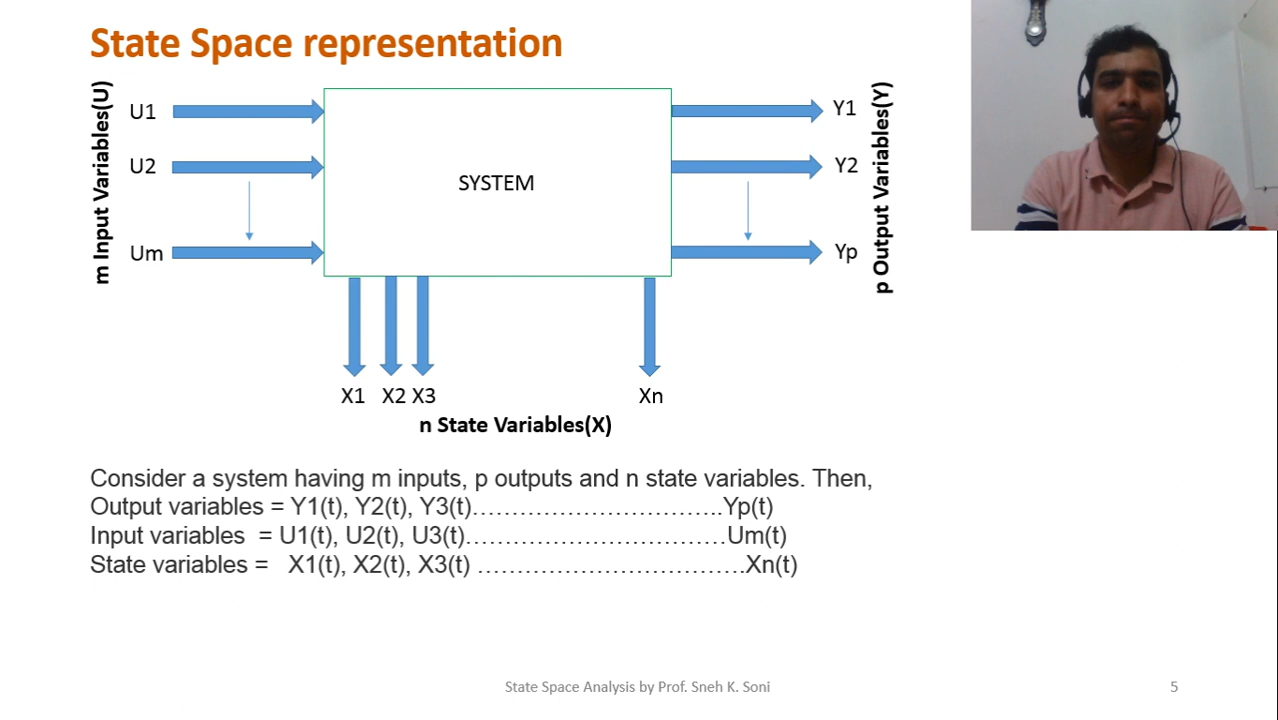 State Space representation
m Input Variables(U)
U1
U2
Um
SYSTEM
Y1
Y2
Yp
p Output Variables(Y)
X1 X2 X3 Xn
n State Variables(X)
Consider a system having m inputs, p outputs and n state variables. Then,
Output variables = Y1(t), Y2(t), Y3(t)…………………………..Yp(t)
Input variables = U1(t), U2(t), U3(t)……………………………Um(t)
State variables = X1(t), X2(t), X3(t) …………………………….Xn(t)
State Space Analysis by Prof. Sneh K. Soni
5